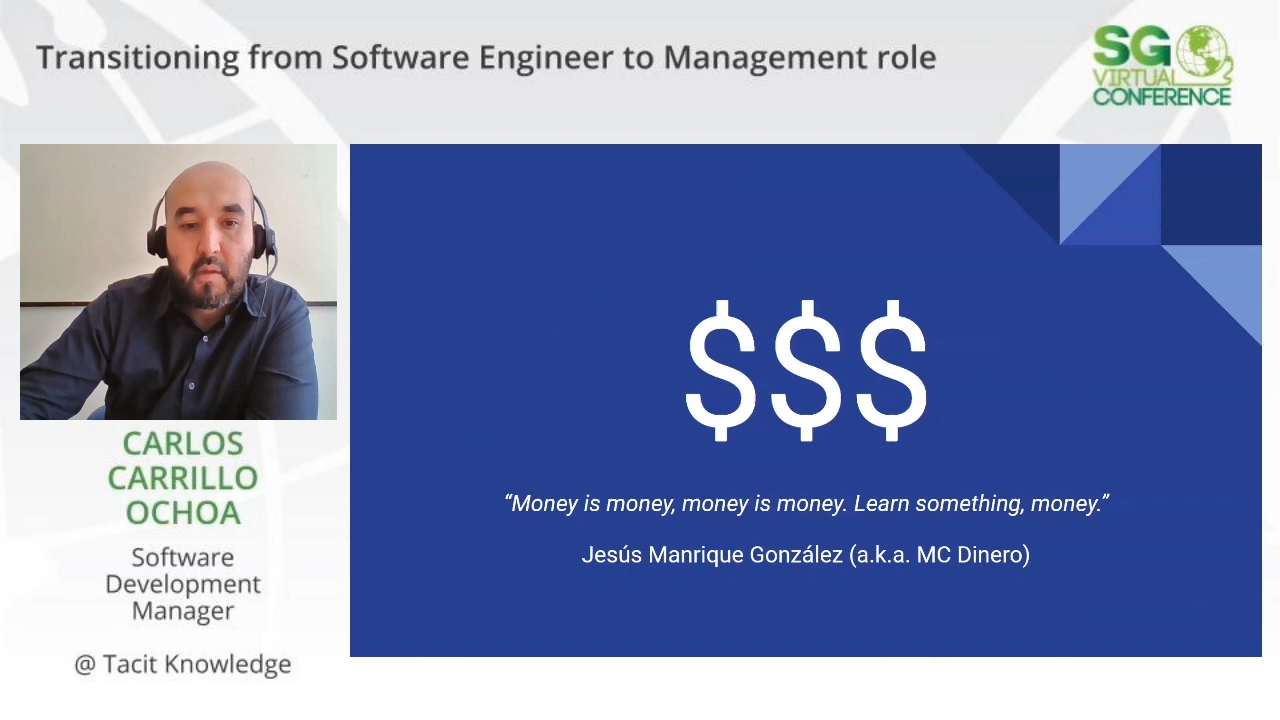 Transitioning from Software Engineer to Management role
SG
VIRTUAL
CONFERENCE
CARLOS
CARRILLO
OCHOA
Software
Development
Manager
@ Tacit Knowledge
$$$
“Money is money, money is money. Learn something, money.”
Jesús Manrique González (a.k.a. MC Dinero)